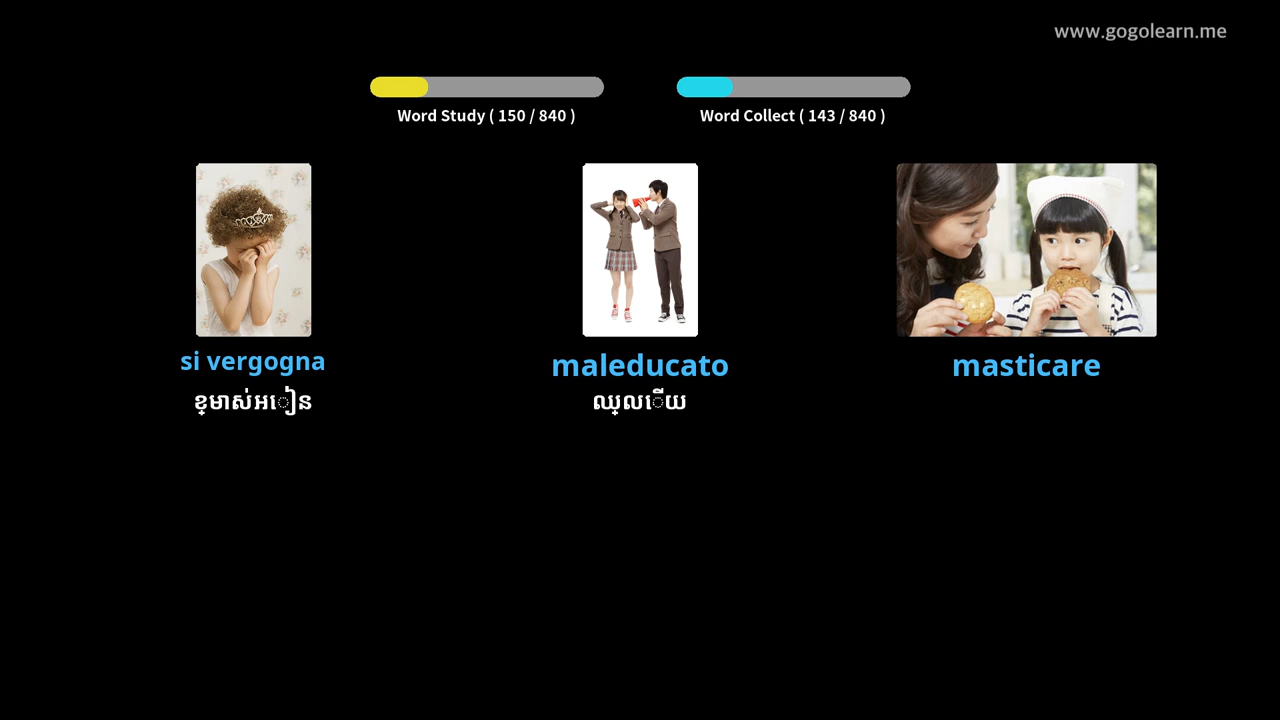 www.gogolearn.me
Word Study ( 150 / 840 )
Word Collect ( 143 / 840 )
si vergogna
maleducato
masticare
ខ្មាស់អៀន
ឈ្លើយ